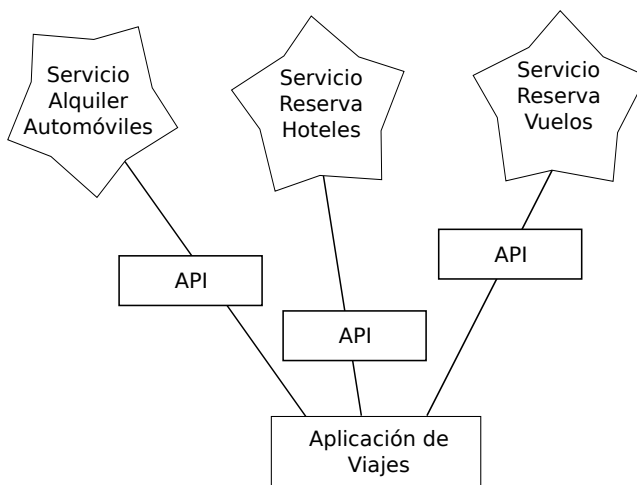 Servicio
Alquiler
Automóviles
Servicio
Reserva
Hoteles
Servicio
Reserva
Vuelos
API
API
API
Aplicación de
Viajes